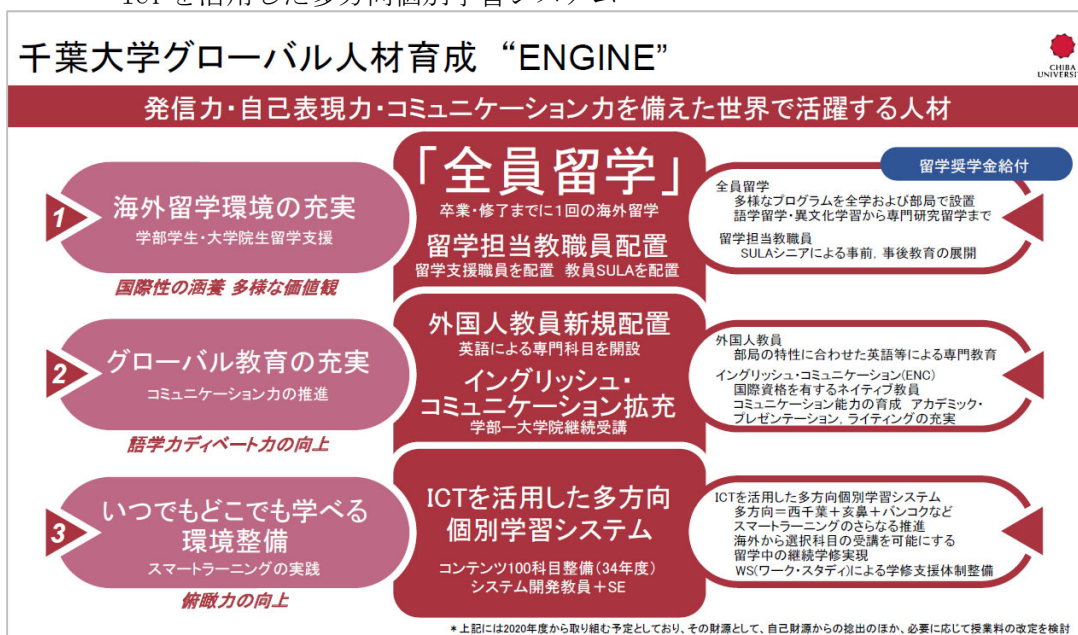 ICTを活用した多方向個別学習システム
千葉大学グローバル人材育成 “ENGINE”
CHIBA
UNIVERSITY
発信力・自己表現力・コミュニケーション力を備えた世界で活躍する人材
1
海外留学環境の充実
学部学生・大学院生留学支援
国際性の涵養 多様な価値観
「全員留学」
卒業・修了までに1回の海外留学
留学担当教職員配置
留学支援職員を配置 教員SULAを配置
留学奨学金給付
全員留学
多様なプログラムを全学および部局で設置
語学留学・異文化学習から専門研究留学まで
留学担当教職員
SULAシニアによる事前，事後教育の展開
2
グローバル教育の充実
コミュニケーション力の推進
語学力ディベート力の向上
外国人教員新規配置
英語による専門科目を開設
イングリッシュ・
コミュニケーション拡充
学部ー大学院継続受講
外国人教員
部局の特性に合わせた英語等による専門教育
イングリッシュ・コミュニケーション(ENC)
国際資格を有するネイティブ教員
コミュニケーション能力の育成 アカデミック・
プレゼンテーション，ライティングの充実
3
いつでもどこでも学べる
環境整備
スマートラーニングの実践
俯瞰力の向上
ICTを活用した多方向
個別学習システム
コンテンツ100科目整備(34年度)
システム開発教員＋SE
ICTを活用した多方向個別学習システム
多方向＝西千葉＋亥鼻＋バンコクなど
スマートラーニングのさらなる推進
海外から選択科目の受講を可能にする
留学中の継続学修実現
WS(ワーク・スタディ)による学修支援体制整備
＊上記には2020年度から取り組む予定としており、その財源として、自己財源からの捻出のほか、必要に応じて授業料の改定を検討